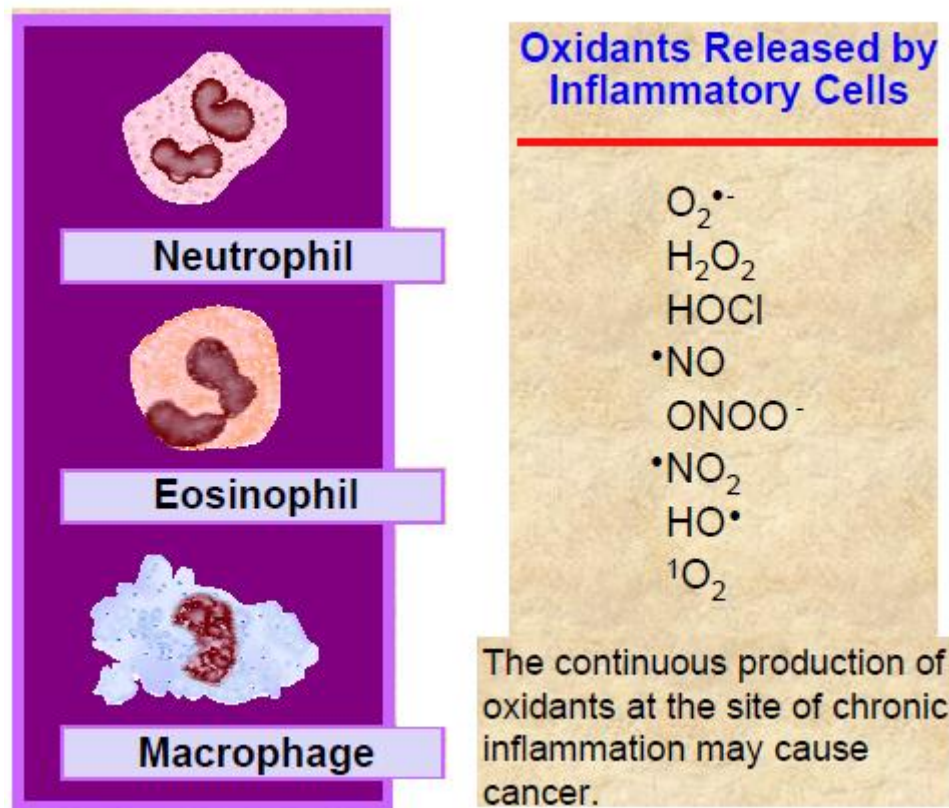 Neutrophil
Eosinophil
Macrophage
Oxidants Released by
Inflammatory Cells
O₂•-
H₂O₂
HOCl
•NO
ONOO-
•NO₂
HO•
¹O₂
The continuous production of
oxidants at the site of chronic
inflammation may cause
cancer.